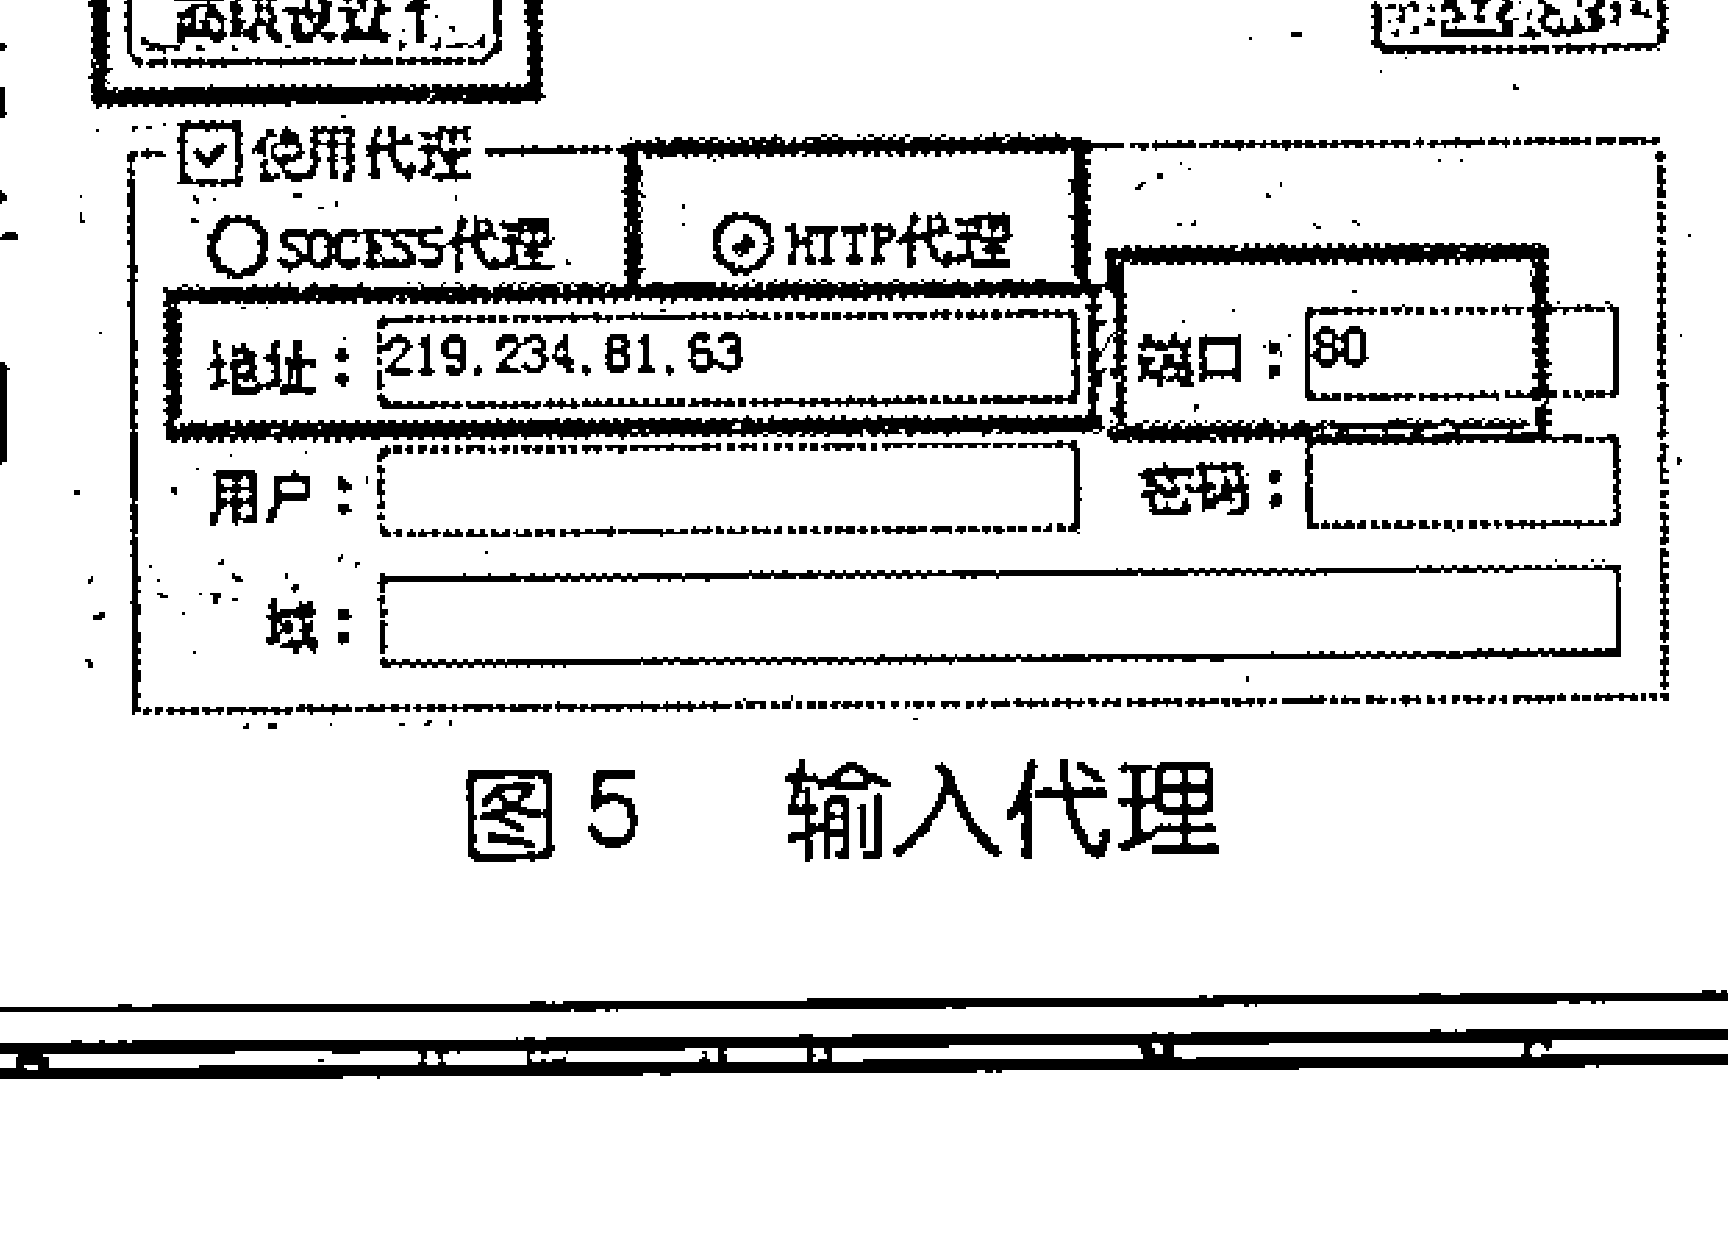 使用代理
SOCKS5代理 HTTP代理
地址：219.234.81.63 端口：80
用户： 密码：
域：
图5 输入代理